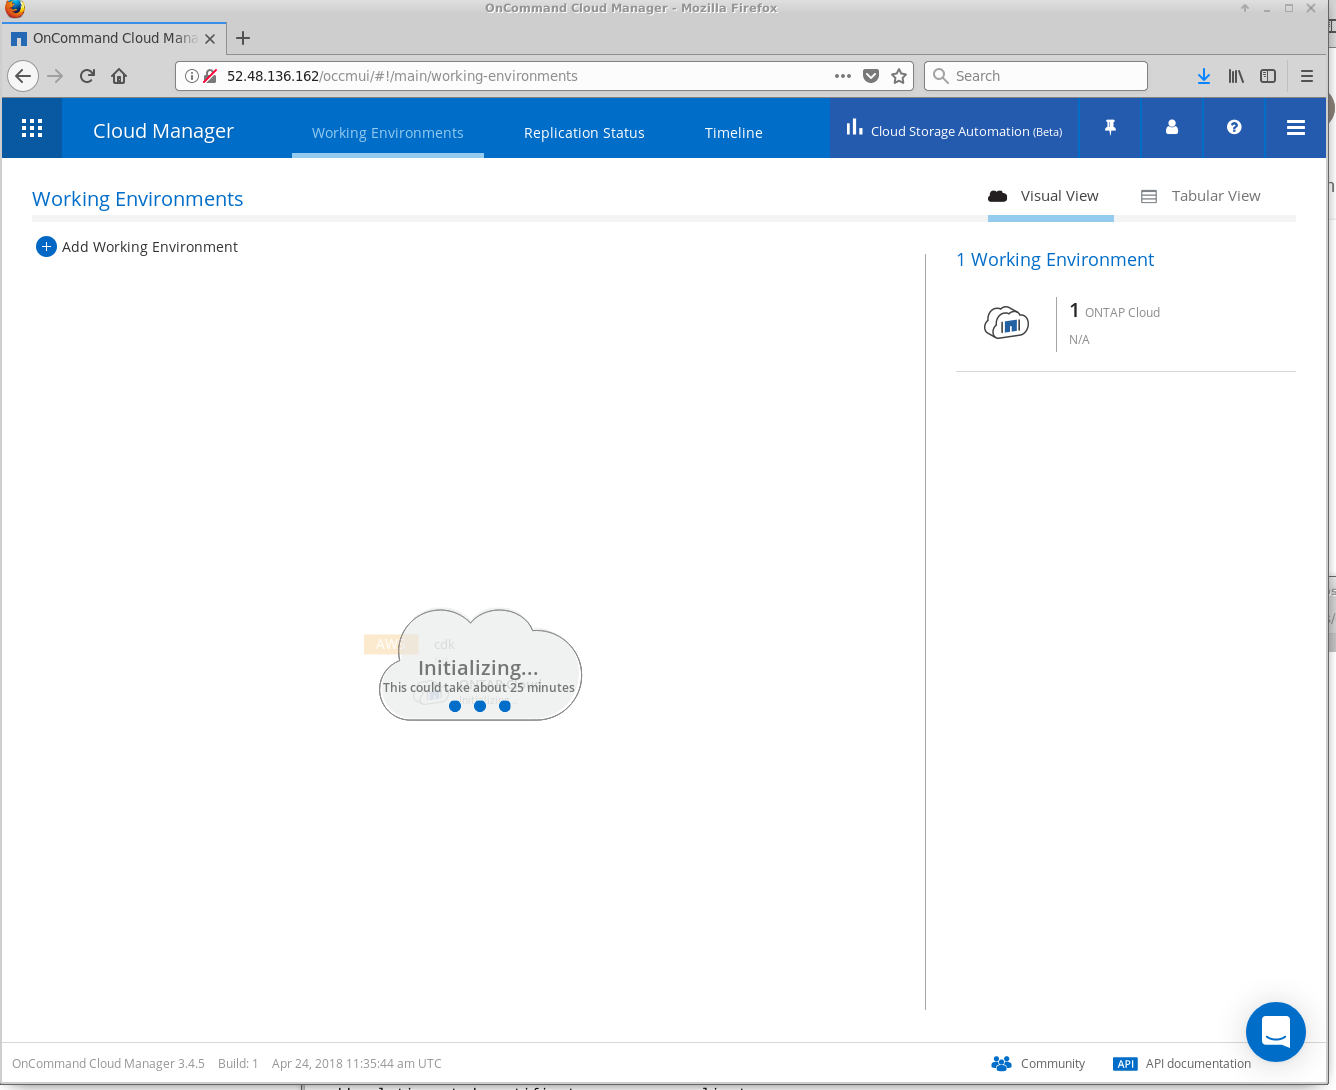 OnCommand Cloud Manager - Mozilla Firefox
OnCommand Cloud Mana
52.48.136.162/occmui/#!/main/working-environments
Search
Cloud Manager
Working Environments
Replication Status
Timeline
Cloud Storage Automation (Beta)
Working Environments
Visual View
Tabular View
Add Working Environment
1 Working Environment
1 ONTAP Cloud
N/A
cdk
Initializing...
This could take about 25 minutes
OnCommand Cloud Manager 3.4.5 Build: 1 Apr 24, 2018 11:35:44 am UTC
Community
API
API documentation